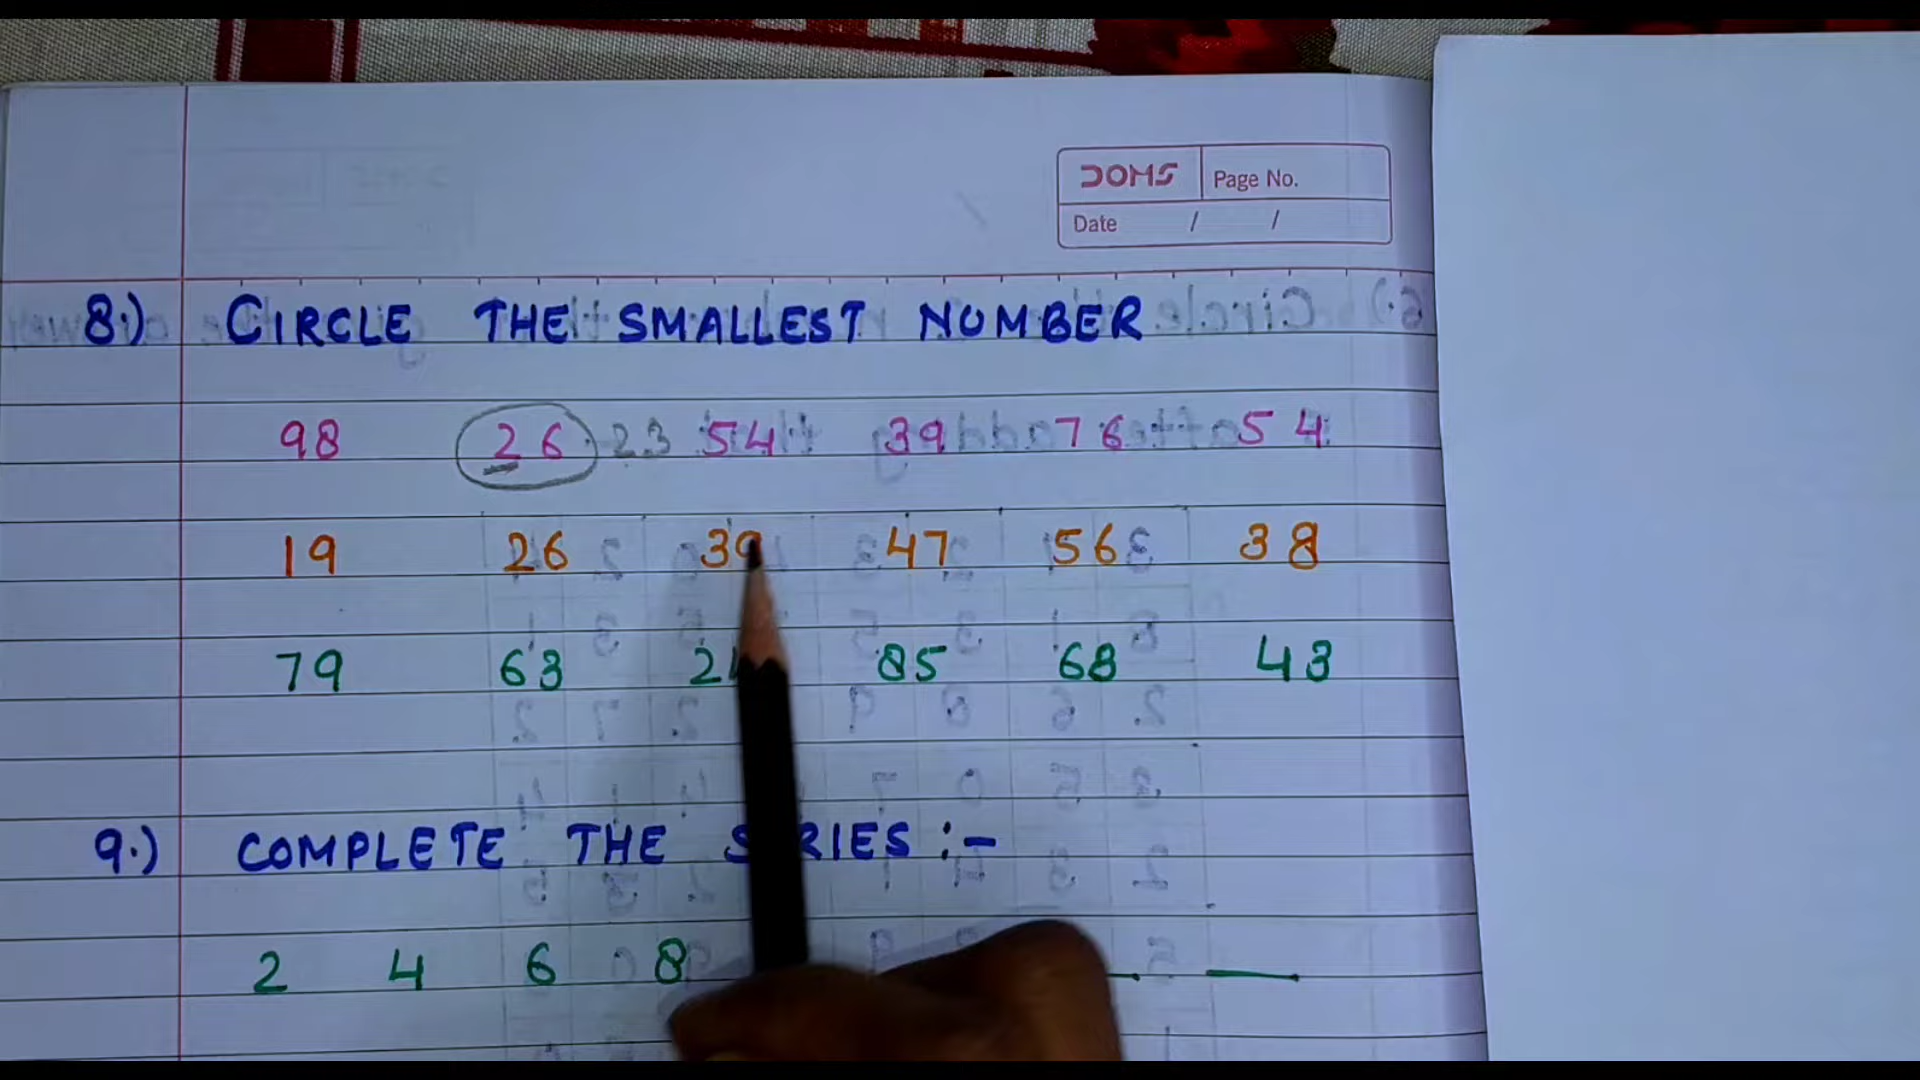 DOMS Page No.
Date / /
8.) CIRCLE THE SMALLEST NUMBER
98 26 23 54 39 76 54
19 26 39 47 56 38
79 63 85 68 43
9.) COMPLETE THE :-
2 4 6 8